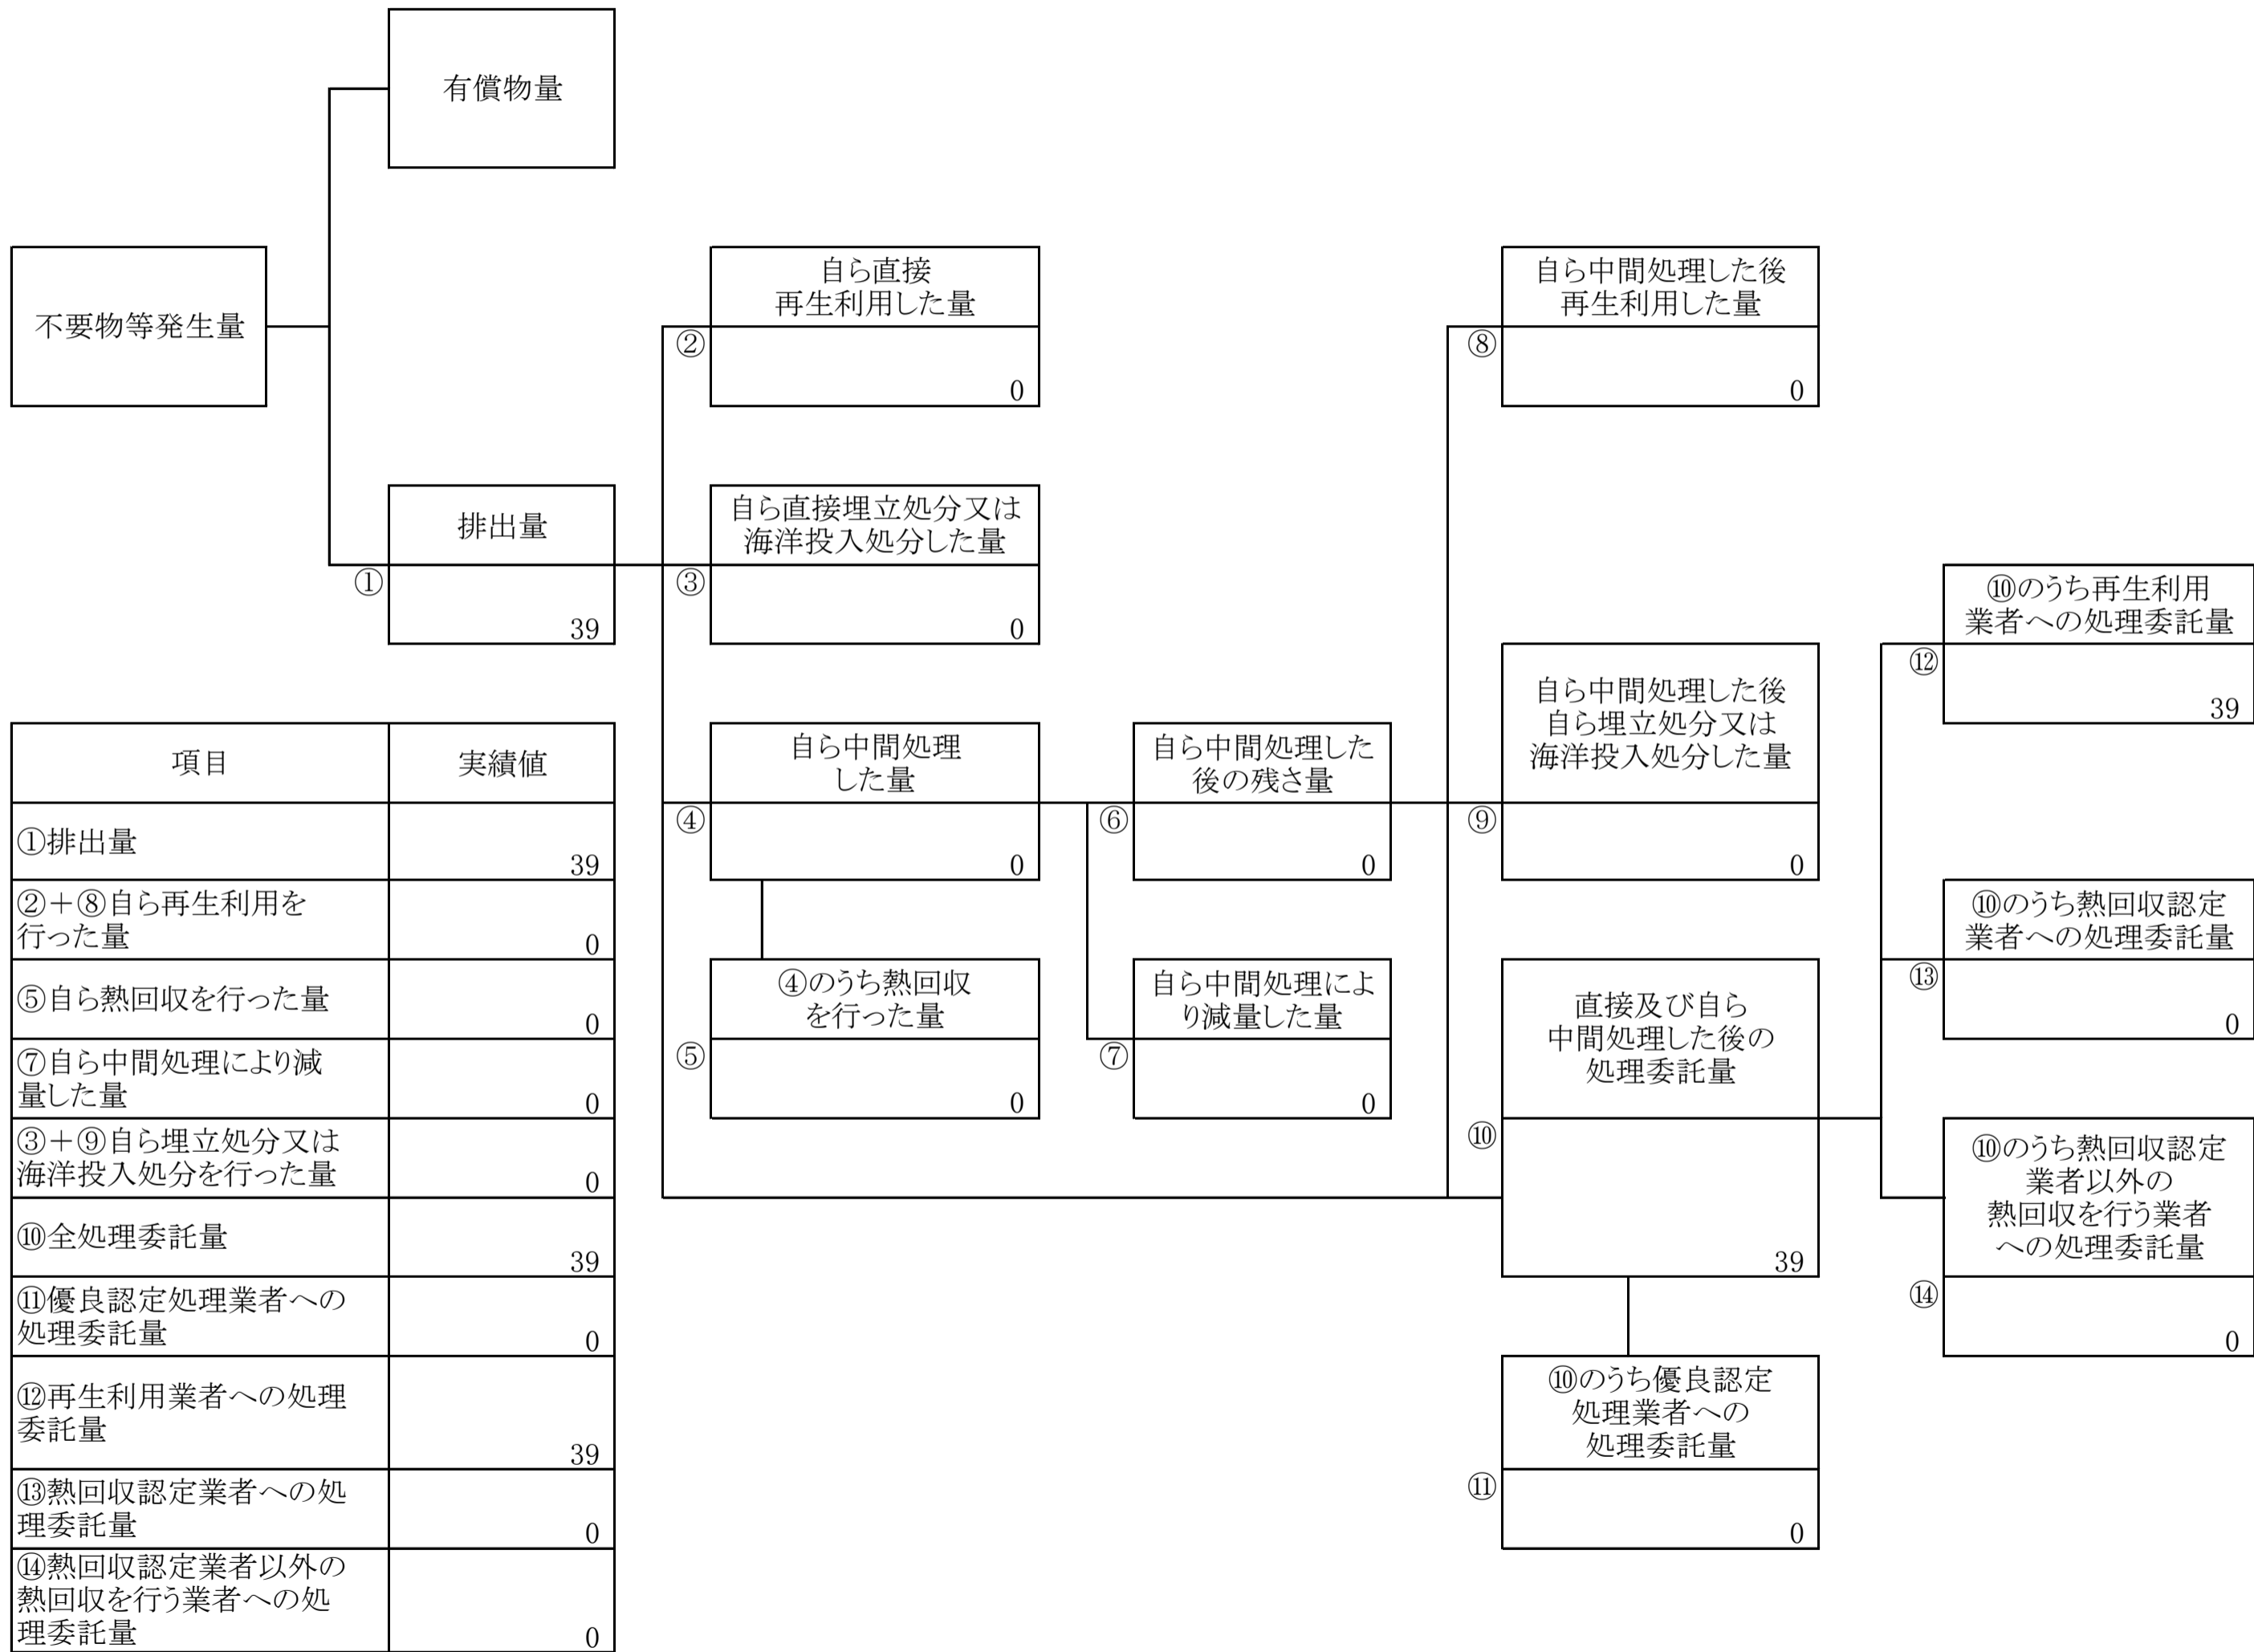 有償物量
不要物等発生量
自ら直接
再生利用した量
②
0
自ら中間処理した後
再生利用した量
⑧
0
排出量
①
39
自ら直接埋立処分又は
海洋投入処分した量
③
0
⑩のうち再生利用
業者への処理委託量
⑫
39
自ら中間処理
した量
④
0
自ら中間処理した
後の残さ量
⑥
0
自ら中間処理した後
自ら埋立処分又は
海洋投入処分した量
⑨
0
⑩のうち熱回収認定
業者への処理委託量
⑬
0
④のうち熱回収
を行った量
⑤
0
自ら中間処理によ
り減量した量
⑦
0
直接及び自ら
中間処理した後の
処理委託量
⑩
39
⑩のうち熱回収認定
業者以外の
熱回収を行う業者
への処理委託量
⑭
0
⑩のうち優良認定
処理業者への
処理委託量
⑪
0
項目 実績値
①排出量
39
②＋⑧自ら再生利用を
行った量
0
⑤自ら熱回収を行った量
0
⑦自ら中間処理により減
量した量
0
③＋⑨自ら埋立処分又は
海洋投入処分を行った量
0
⑩全処理委託量
39
⑪優良認定処理業者への
処理委託量
0
⑫再生利用業者への処理
委託量
39
⑬熱回収認定業者への処
理委託量
0
⑭熱回収認定業者以外の
熱回収を行う業者への処
理委託量
0